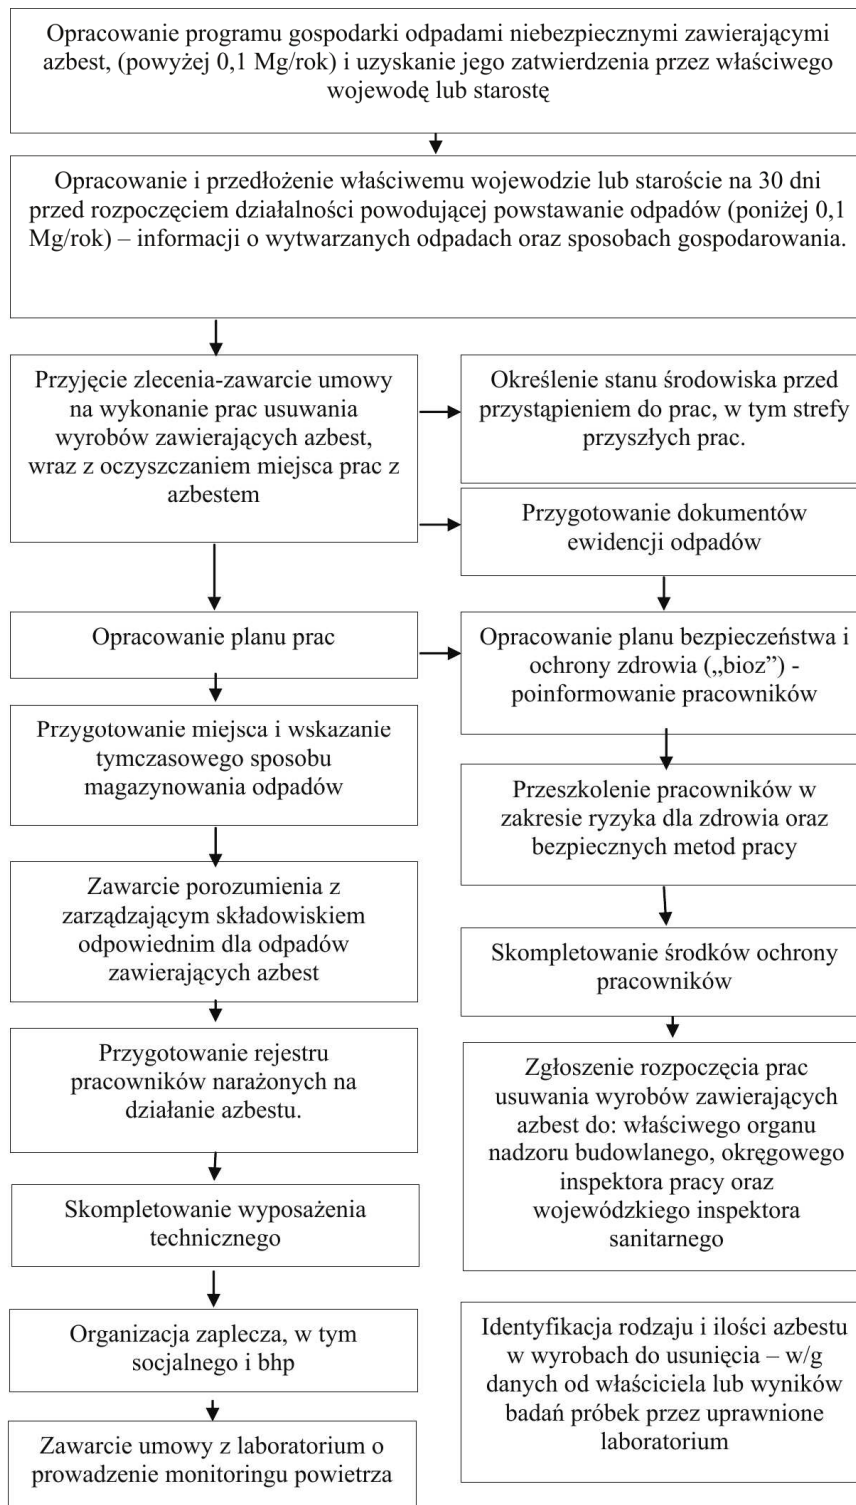 Opracowanie programu gospodarki odpadami niebezpiecznymi zawierającymi
azbest, (powyżej 0,1 Mg/rok) i uzyskanie jego zatwierdzenia przez właściwego
wojewodę lub starostę
Opracowanie i przedłożenie właściwemu wojewodzie lub staroście na 30 dni
przed rozpoczęciem działalności powodującej powstawanie odpadów (poniżej 0,1
Mg/rok) – informacji o wytwarzanych odpadach oraz sposobach gospodarowania.
Przyjęcie zlecenia-zawarcie umowy
na wykonanie prac usuwania
wyrobów zawierających azbest,
wraz z oczyszczaniem miejsca prac z
azbestem
Określenie stanu środowiska przed
przystąpieniem do prac, w tym strefy
przyszłych prac.
Przygotowanie dokumentów
ewidencji odpadów
Opracowanie planu prac
Opracowanie planu bezpieczeństwa i
ochrony zdrowia („bioz”) -
poinformowanie pracowników
Przygotowanie miejsca i wskazanie
tymczasowego sposobu
magazynowania odpadów
Przeszkolenie pracowników w
zakresie ryzyka dla zdrowia oraz
bezpiecznych metod pracy
Zawarcie porozumienia z
zarządzającym składowiskiem
odpowiednim dla odpadów
zawierających azbest
Skompletowanie środków ochrony
pracowników
Przygotowanie rejestru
pracowników narażonych na
działanie azbestu.
Zgłoszenie rozpoczęcia prac
usuwania wyrobów zawierających
azbest do: właściwego organu
nadzoru budowlanego, okręgowego
inspektora pracy oraz
wojewódzkiego inspektora
sanitarnego
Skompletowanie wyposażenia
technicznego
Organizacja zaplecza, w tym
socjalnego i bhp
Identyfikacja rodzaju i ilości azbestu
w wyrobach do usunięcia – w/g
danych od właściciela lub wyników
badań próbek przez uprawnione
laboratorium
Zawarcie umowy z laboratorium o
prowadzenie monitoringu powietrza